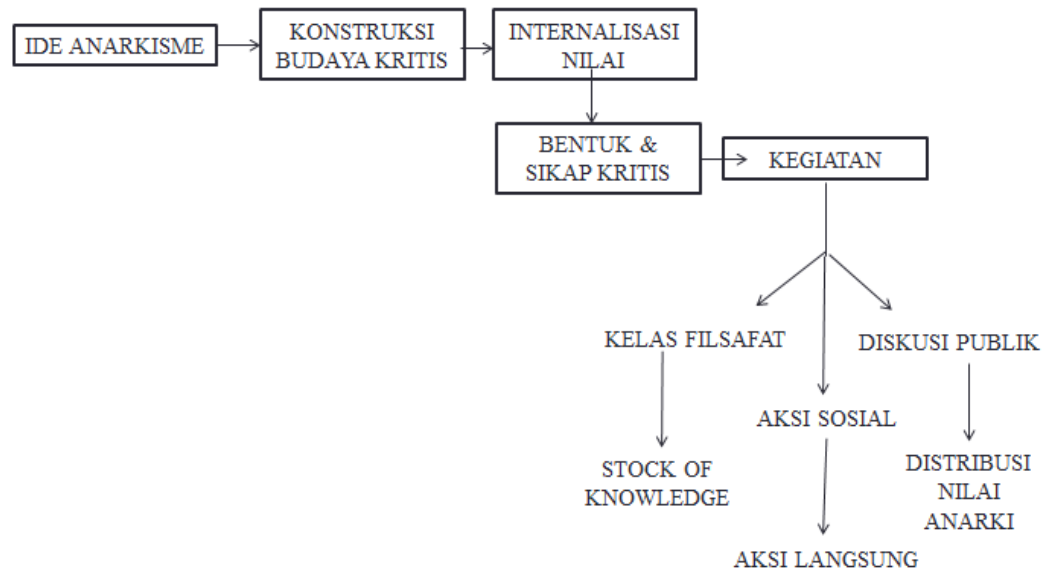 IDE ANARKISME
KONSTRUKSI
BUDAYA KRITIS
INTERNALISASI
NILAI
BENTUK &
SIKAP KRITIS
KEGIATAN
KELAS FILSAFAT
DISKUSI PUBLIK
AKSI SOSIAL
STOCK OF
KNOWLEDGE
DISTRIBUSI
NILAI
ANARKI
AKSI LANGSUNG